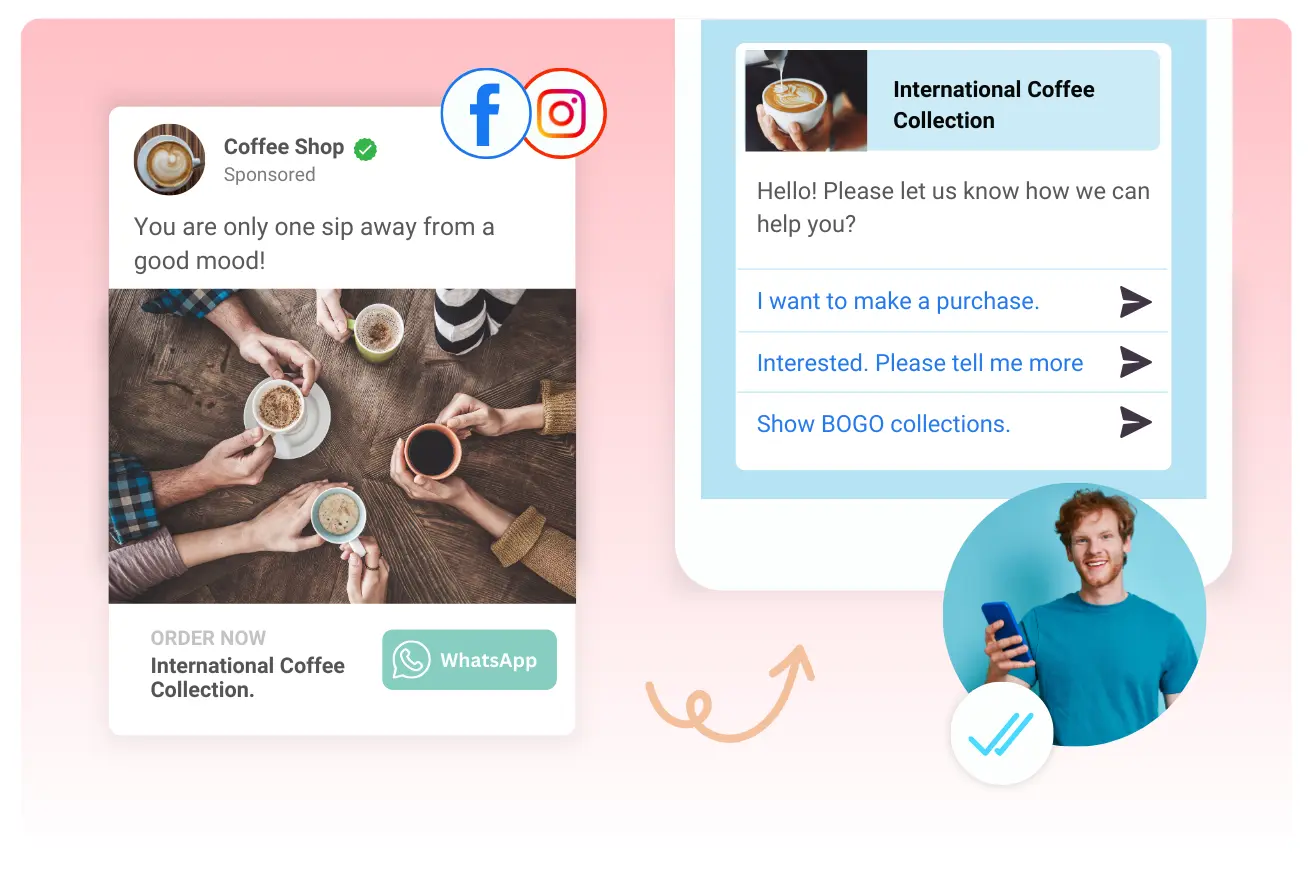 Coffee Shop
Sponsored
You are only one sip away from a
good mood!
ORDER NOW
International Coffee
Collection.
WhatsApp
International Coffee
Collection
Hello! Please let us know how we can
help you?
I want to make a purchase.
Interested. Please tell me more
Show BOGO collections.